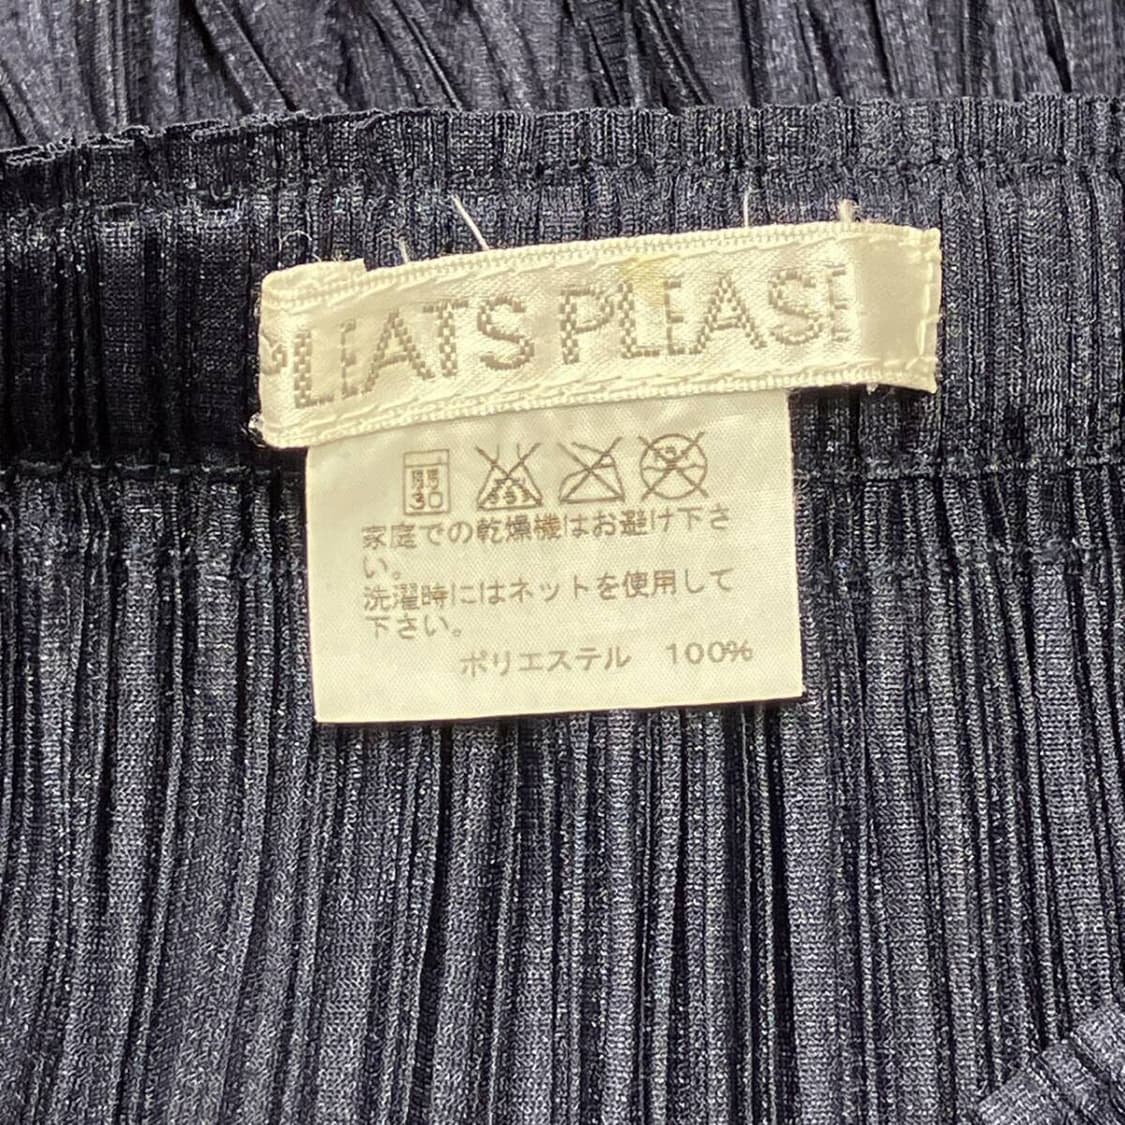 PLEATS PLEASE
30
家庭での乾燥機はお避け下さ
い。
洗濯時にはネットを使用して
下さい。
ポリエステル 100%